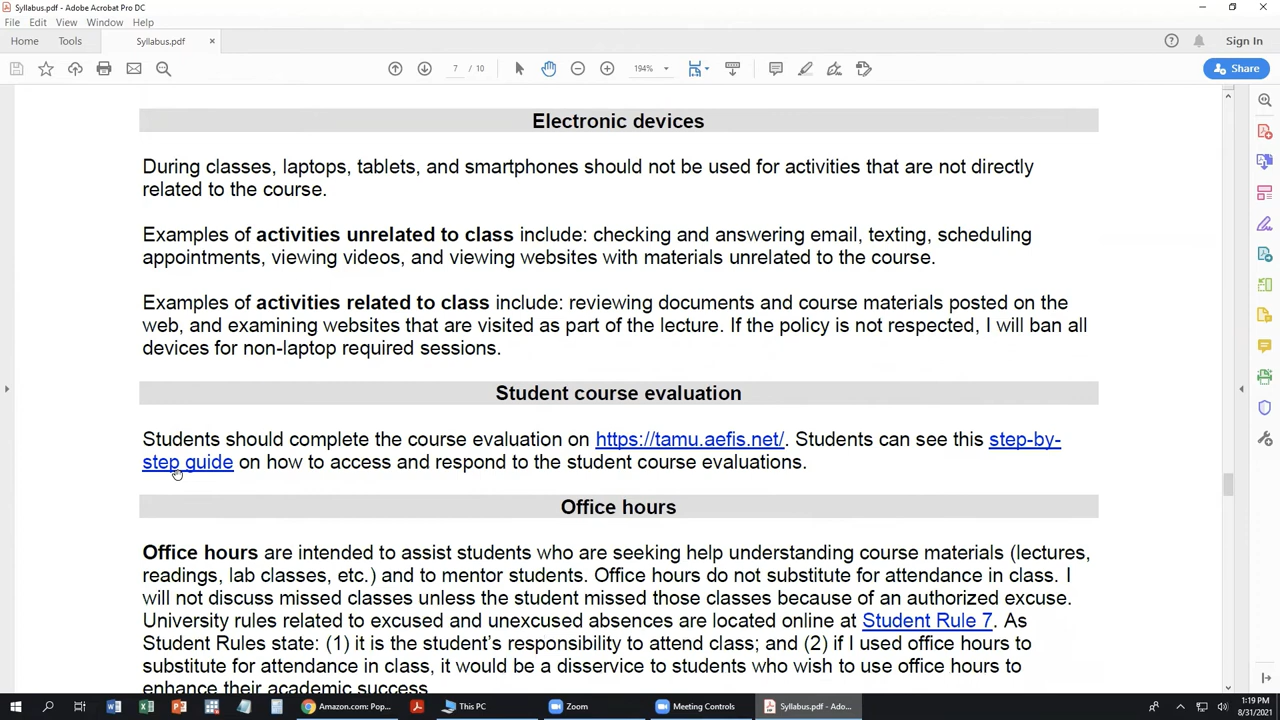 Syllabus.pdf - Adobe Acrobat Pro DC
File Edit View Window Help
Home Tools Syllabus.pdf × Sign In
7 / 10 194% Share
Electronic devices
During classes, laptops, tablets, and smartphones should not be used for activities that are not directly
related to the course.
Examples of activities unrelated to class include: checking and answering email, texting, scheduling
appointments, viewing videos, and viewing websites with materials unrelated to the course.
Examples of activities related to class include: reviewing documents and course materials posted on the
web, and examining websites that are visited as part of the lecture. If the policy is not respected, I will ban all
devices for non-laptop required sessions.
Student course evaluation
Students should complete the course evaluation on https://tamu.aefis.net/. Students can see this step-by-
step guide on how to access and respond to the student course evaluations.
Office hours
Office hours are intended to assist students who are seeking help understanding course materials (lectures,
readings, lab classes, etc.) and to mentor students. Office hours do not substitute for attendance in class. I
will not discuss missed classes unless the student missed those classes because of an authorized excuse.
University rules related to excused and unexcused absences are located online at Student Rule 7. As
Student Rules state: (1) it is the student's responsibility to attend class; and (2) if I used office hours to
substitute for attendance in class, it would be a disservice to students who wish to use office hours to
enhance their academic success.
Amazon.com: Pop... This PC Zoom Meeting Controls Syllabus.pdf - Ado... 1:19 PM
8/31/2021